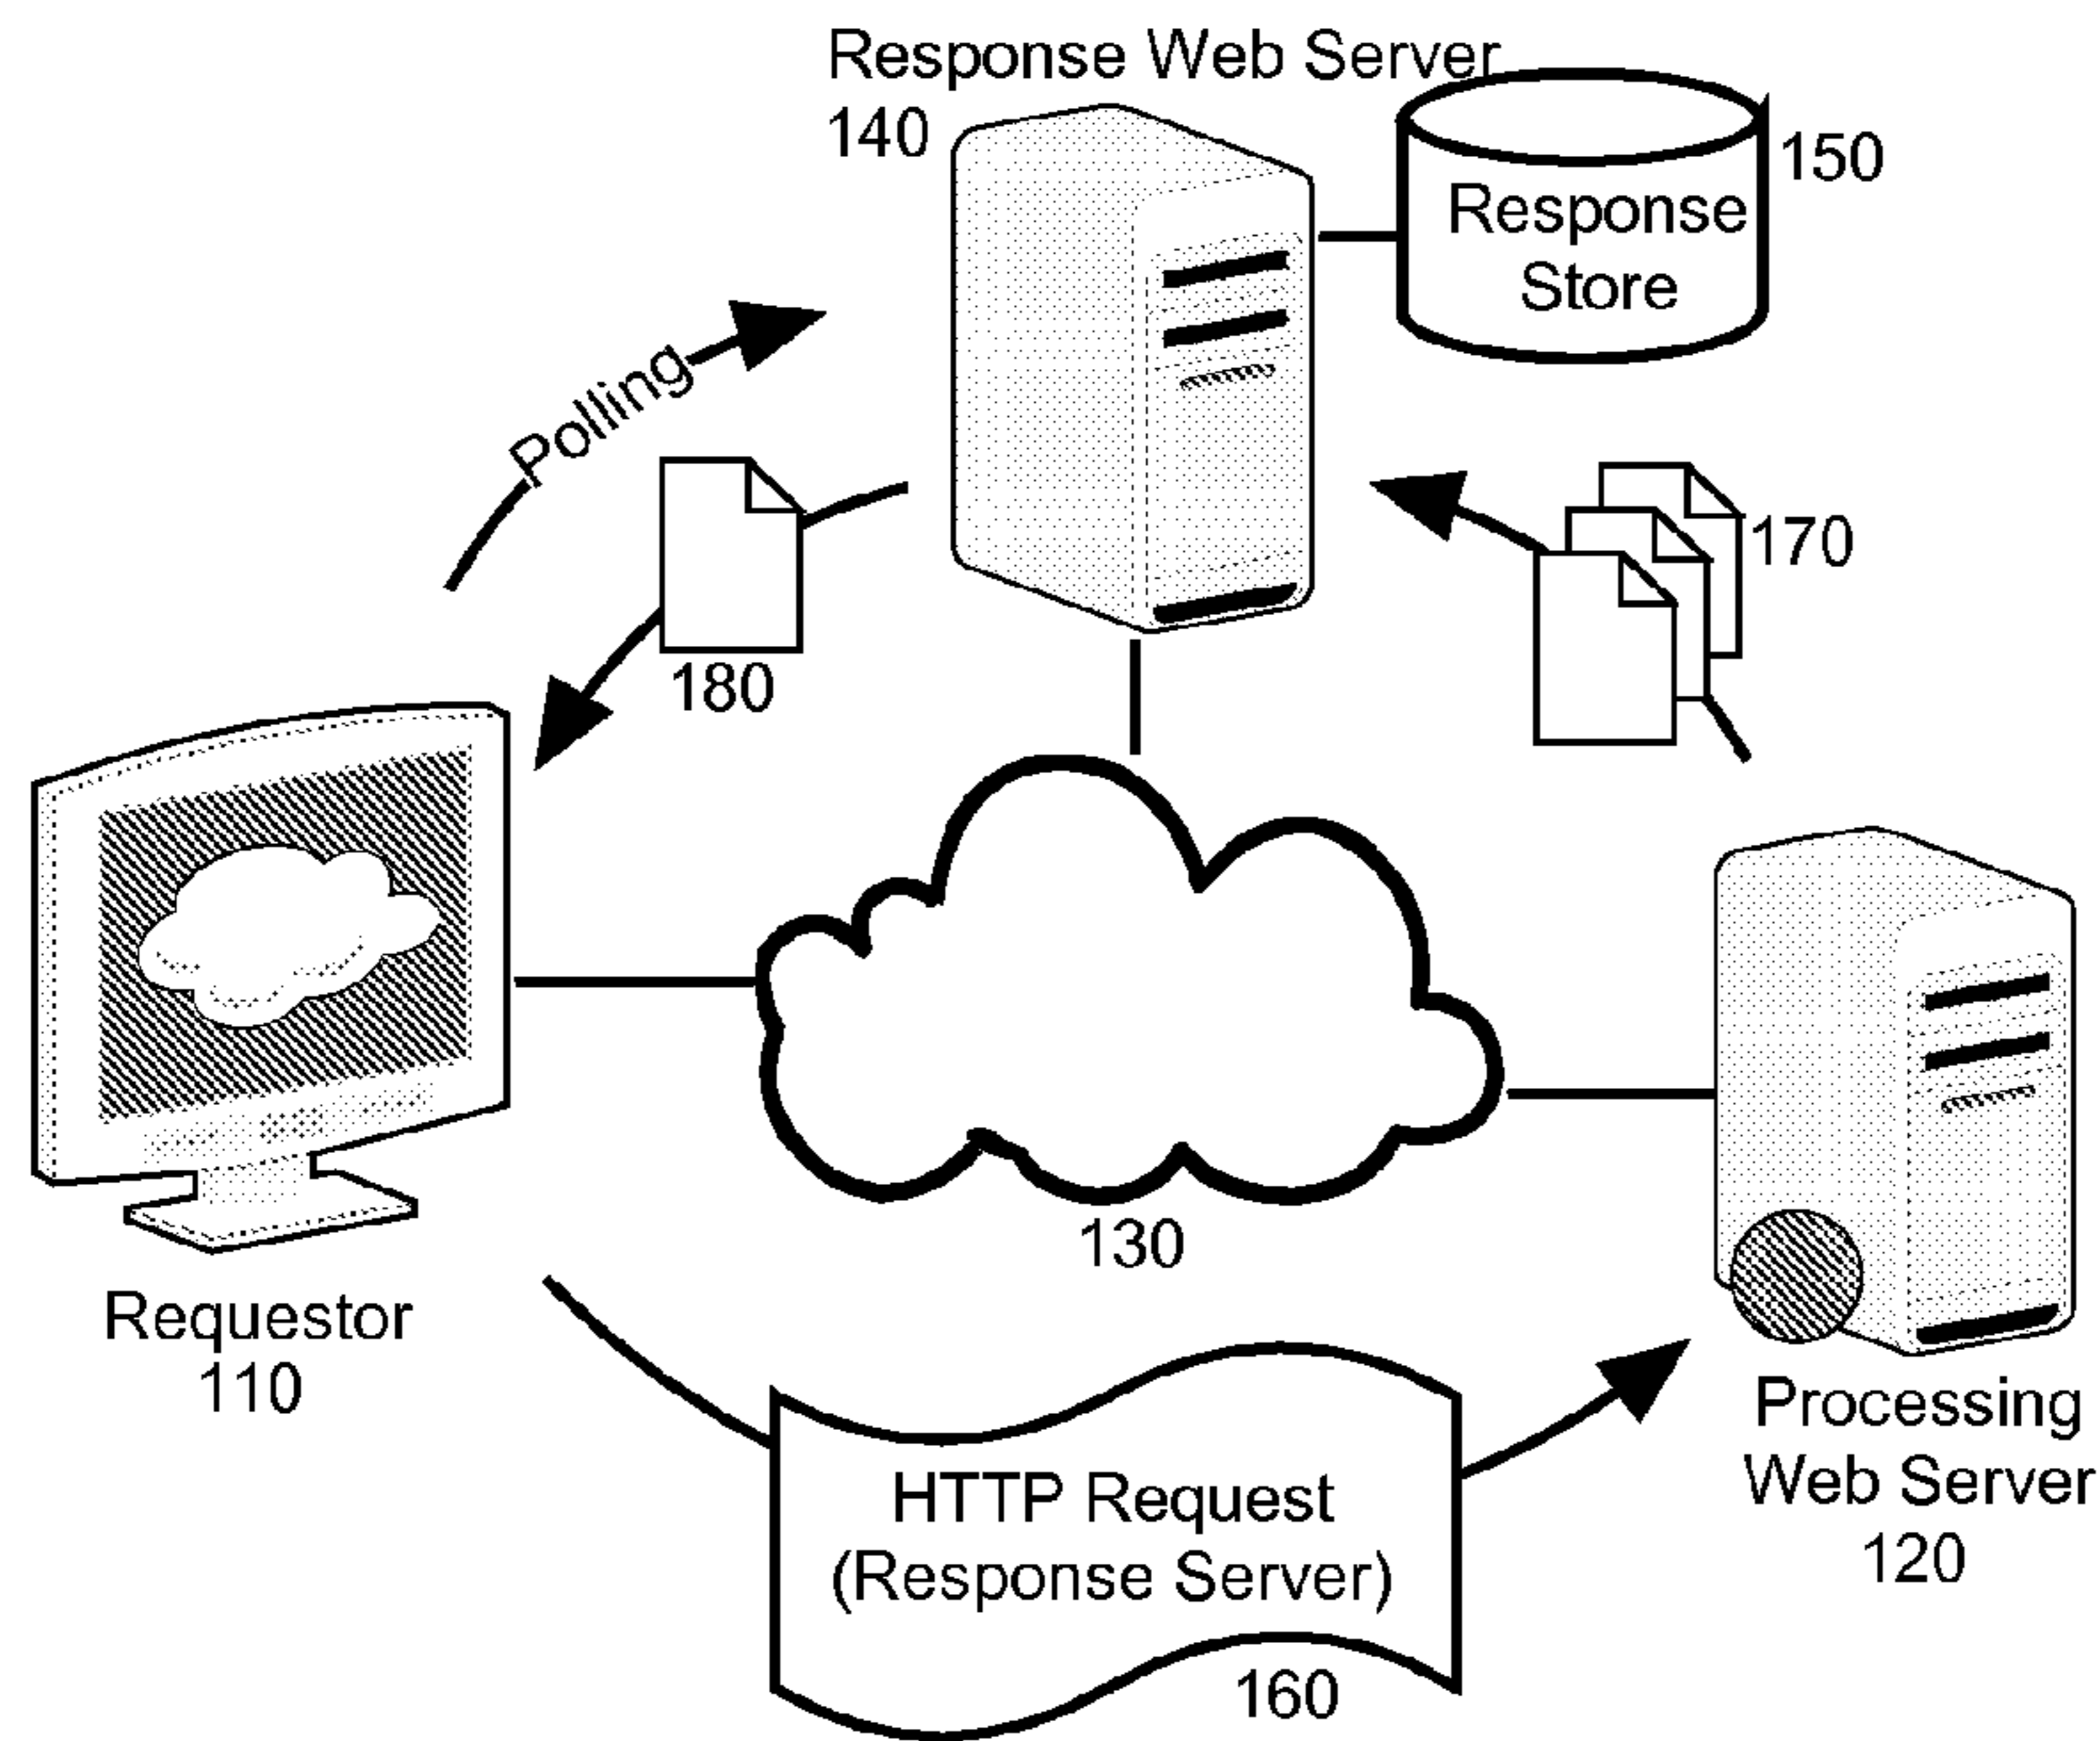 Response Web Server
140
150
Response
Store
Polling
170
180
130
Requestor
110
HTTP Request
(Response Server)
160
Processing
Web Server
120